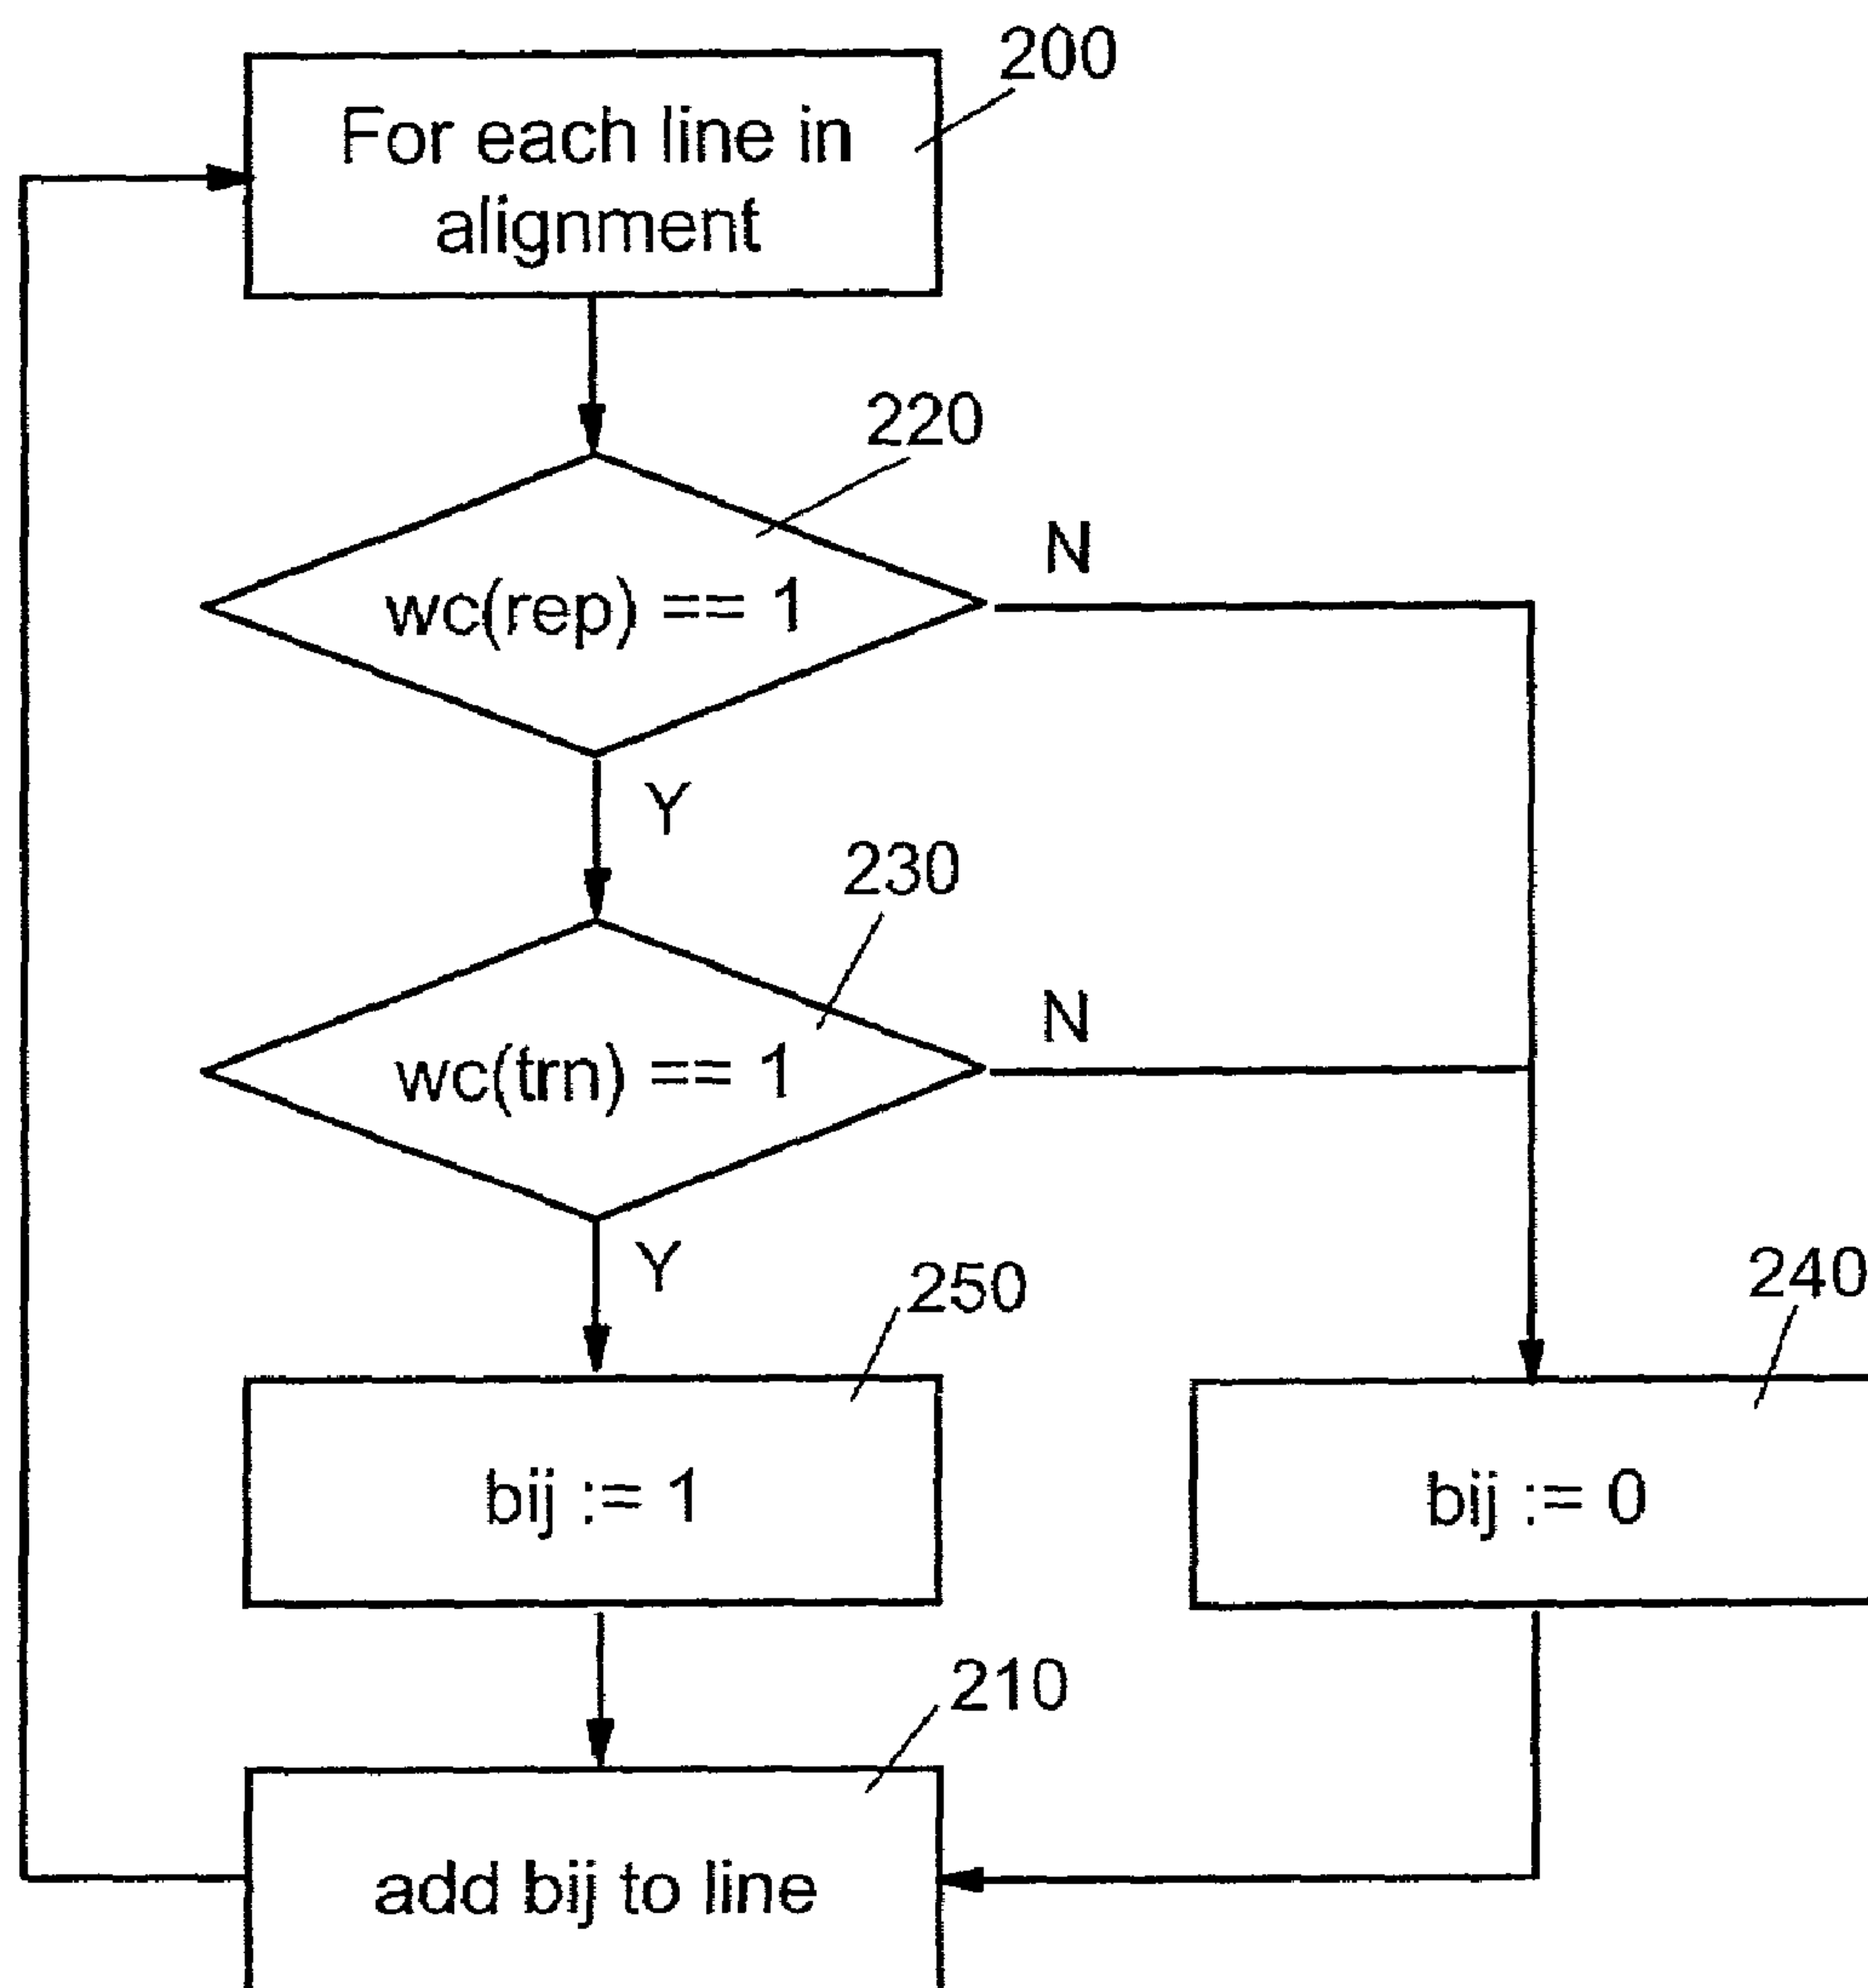 200
For each line in
alignment
220
wc(rep) == 1
N
Y
230
wc(trn) == 1
N
Y
250
240
bij := 1
bij := 0
210
add bij to line